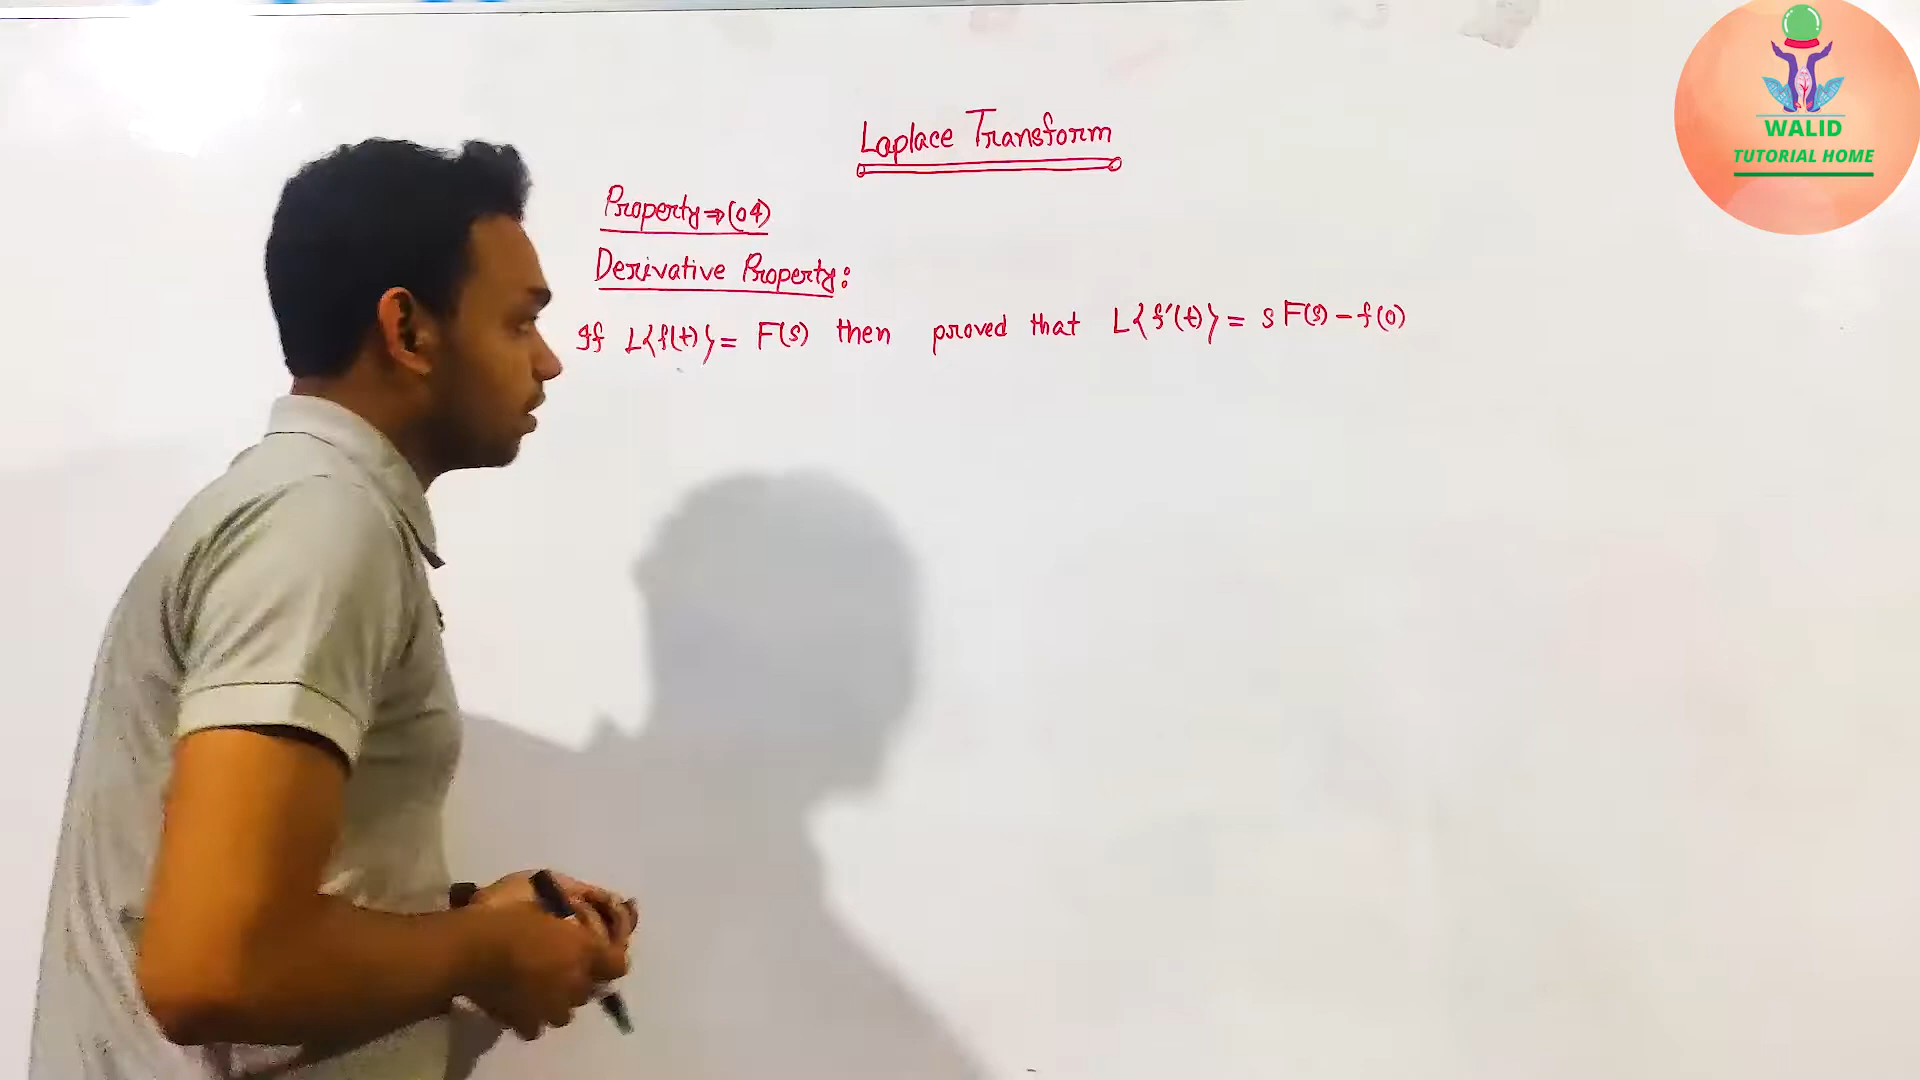 Laplace Transform
Property ⇒ (04)
Derivative Property:
If L{f(t)} = F(s) then proved that L{f'(t)} = s F(s) - f(0)
WALID
TUTORIAL HOME